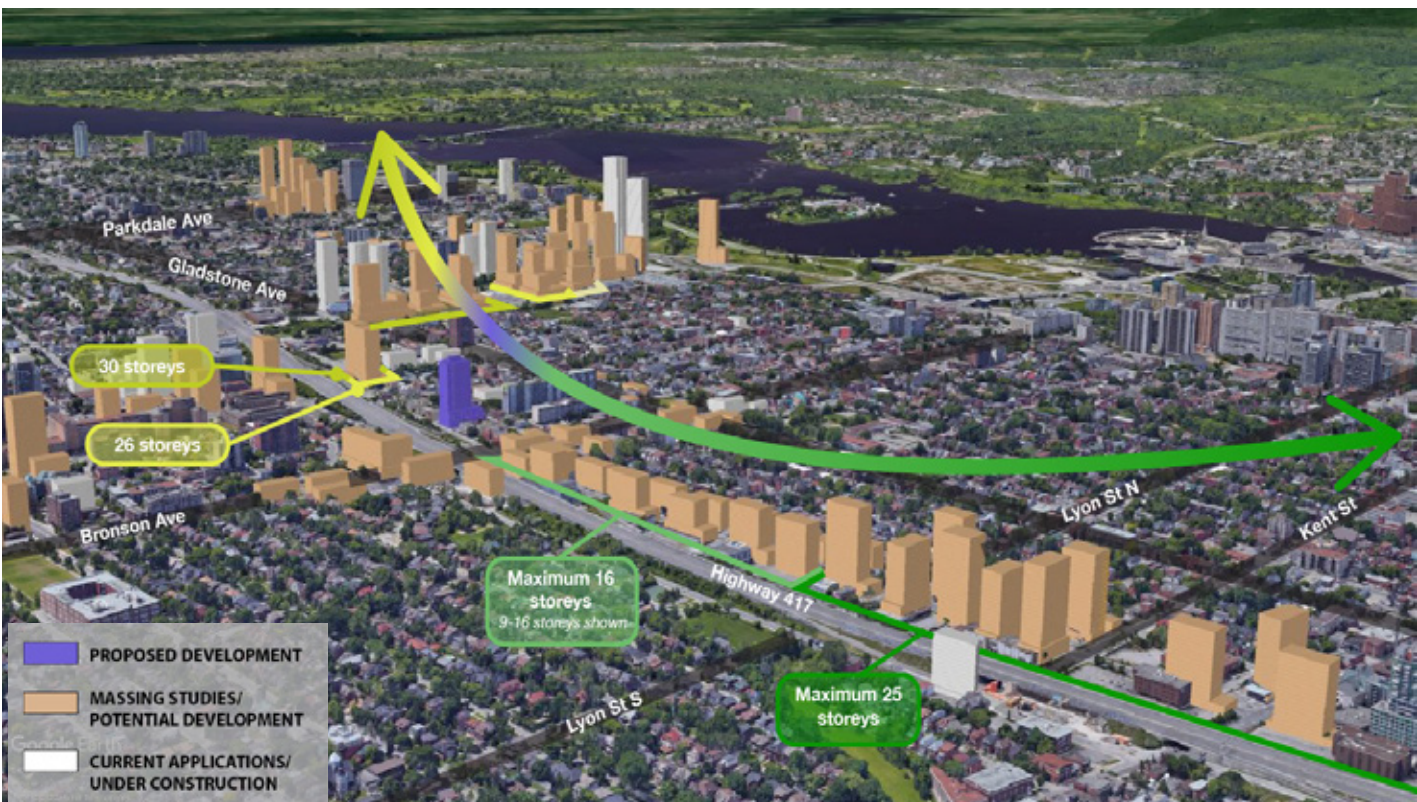 Parkdale Ave
Gladstone Ave
30 storeys
26 storeys
Bronson Ave
Lyon St N
Kent St
Maximum 16
storeys
9-16 storeys shown
Highway 417
Maximum 25
storeys
Lyon St S
PROPOSED DEVELOPMENT
MASSING STUDIES/
POTENTIAL DEVELOPMENT
Google Earth
CURRENT APPLICATIONS/
UNDER CONSTRUCTION